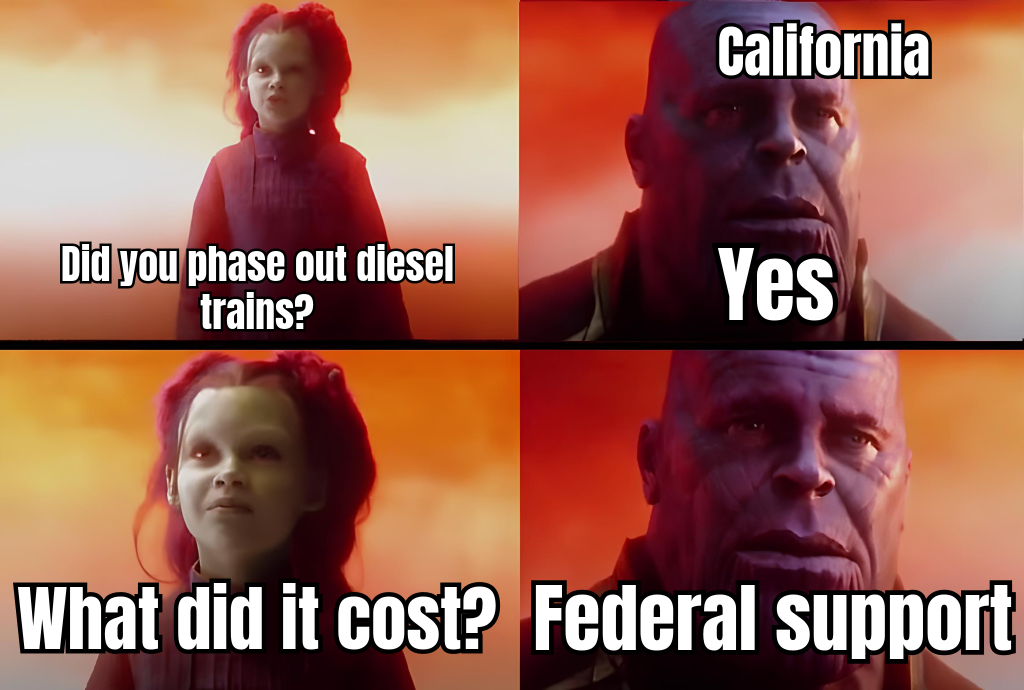 Did you phase out diesel
trains?
California
Yes
What did it cost?
Federal support